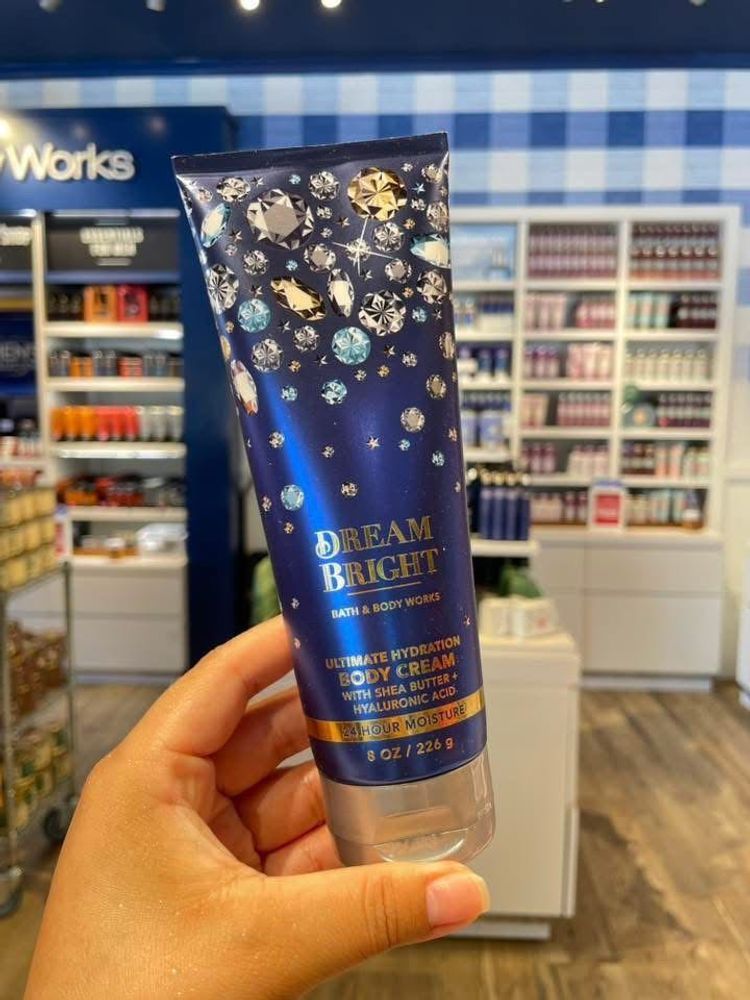 Works
DREAM
BRIGHT
BATH & BODY WORKS
ULTIMATE HYDRATION
BODY CREAM
WITH SHEA BUTTER +
HYALURONIC ACID
24 HOUR MOISTURE
8 OZ / 226 g